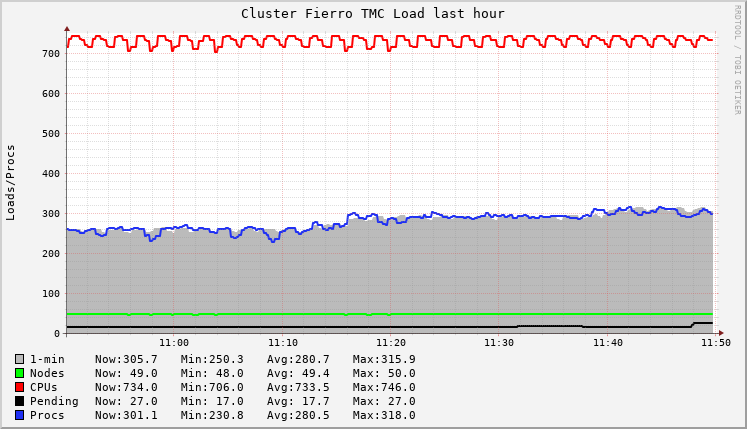 Cluster Fierro TMC Load last hour
RRDTOOL / TOBI OETIKER
Loads/Procs
700
600
500
400
300
200
100
0
11:00 11:10 11:20 11:30 11:40 11:50
1-min Now:305.7 Min:250.3 Avg:280.7 Max:315.9
Nodes Now: 49.0 Min: 48.0 Avg: 49.4 Max: 50.0
CPUs Now:734.0 Min:706.0 Avg:733.5 Max:746.0
Pending Now: 27.0 Min: 17.0 Avg: 17.7 Max: 27.0
Procs Now:301.1 Min:230.8 Avg:280.5 Max:318.0